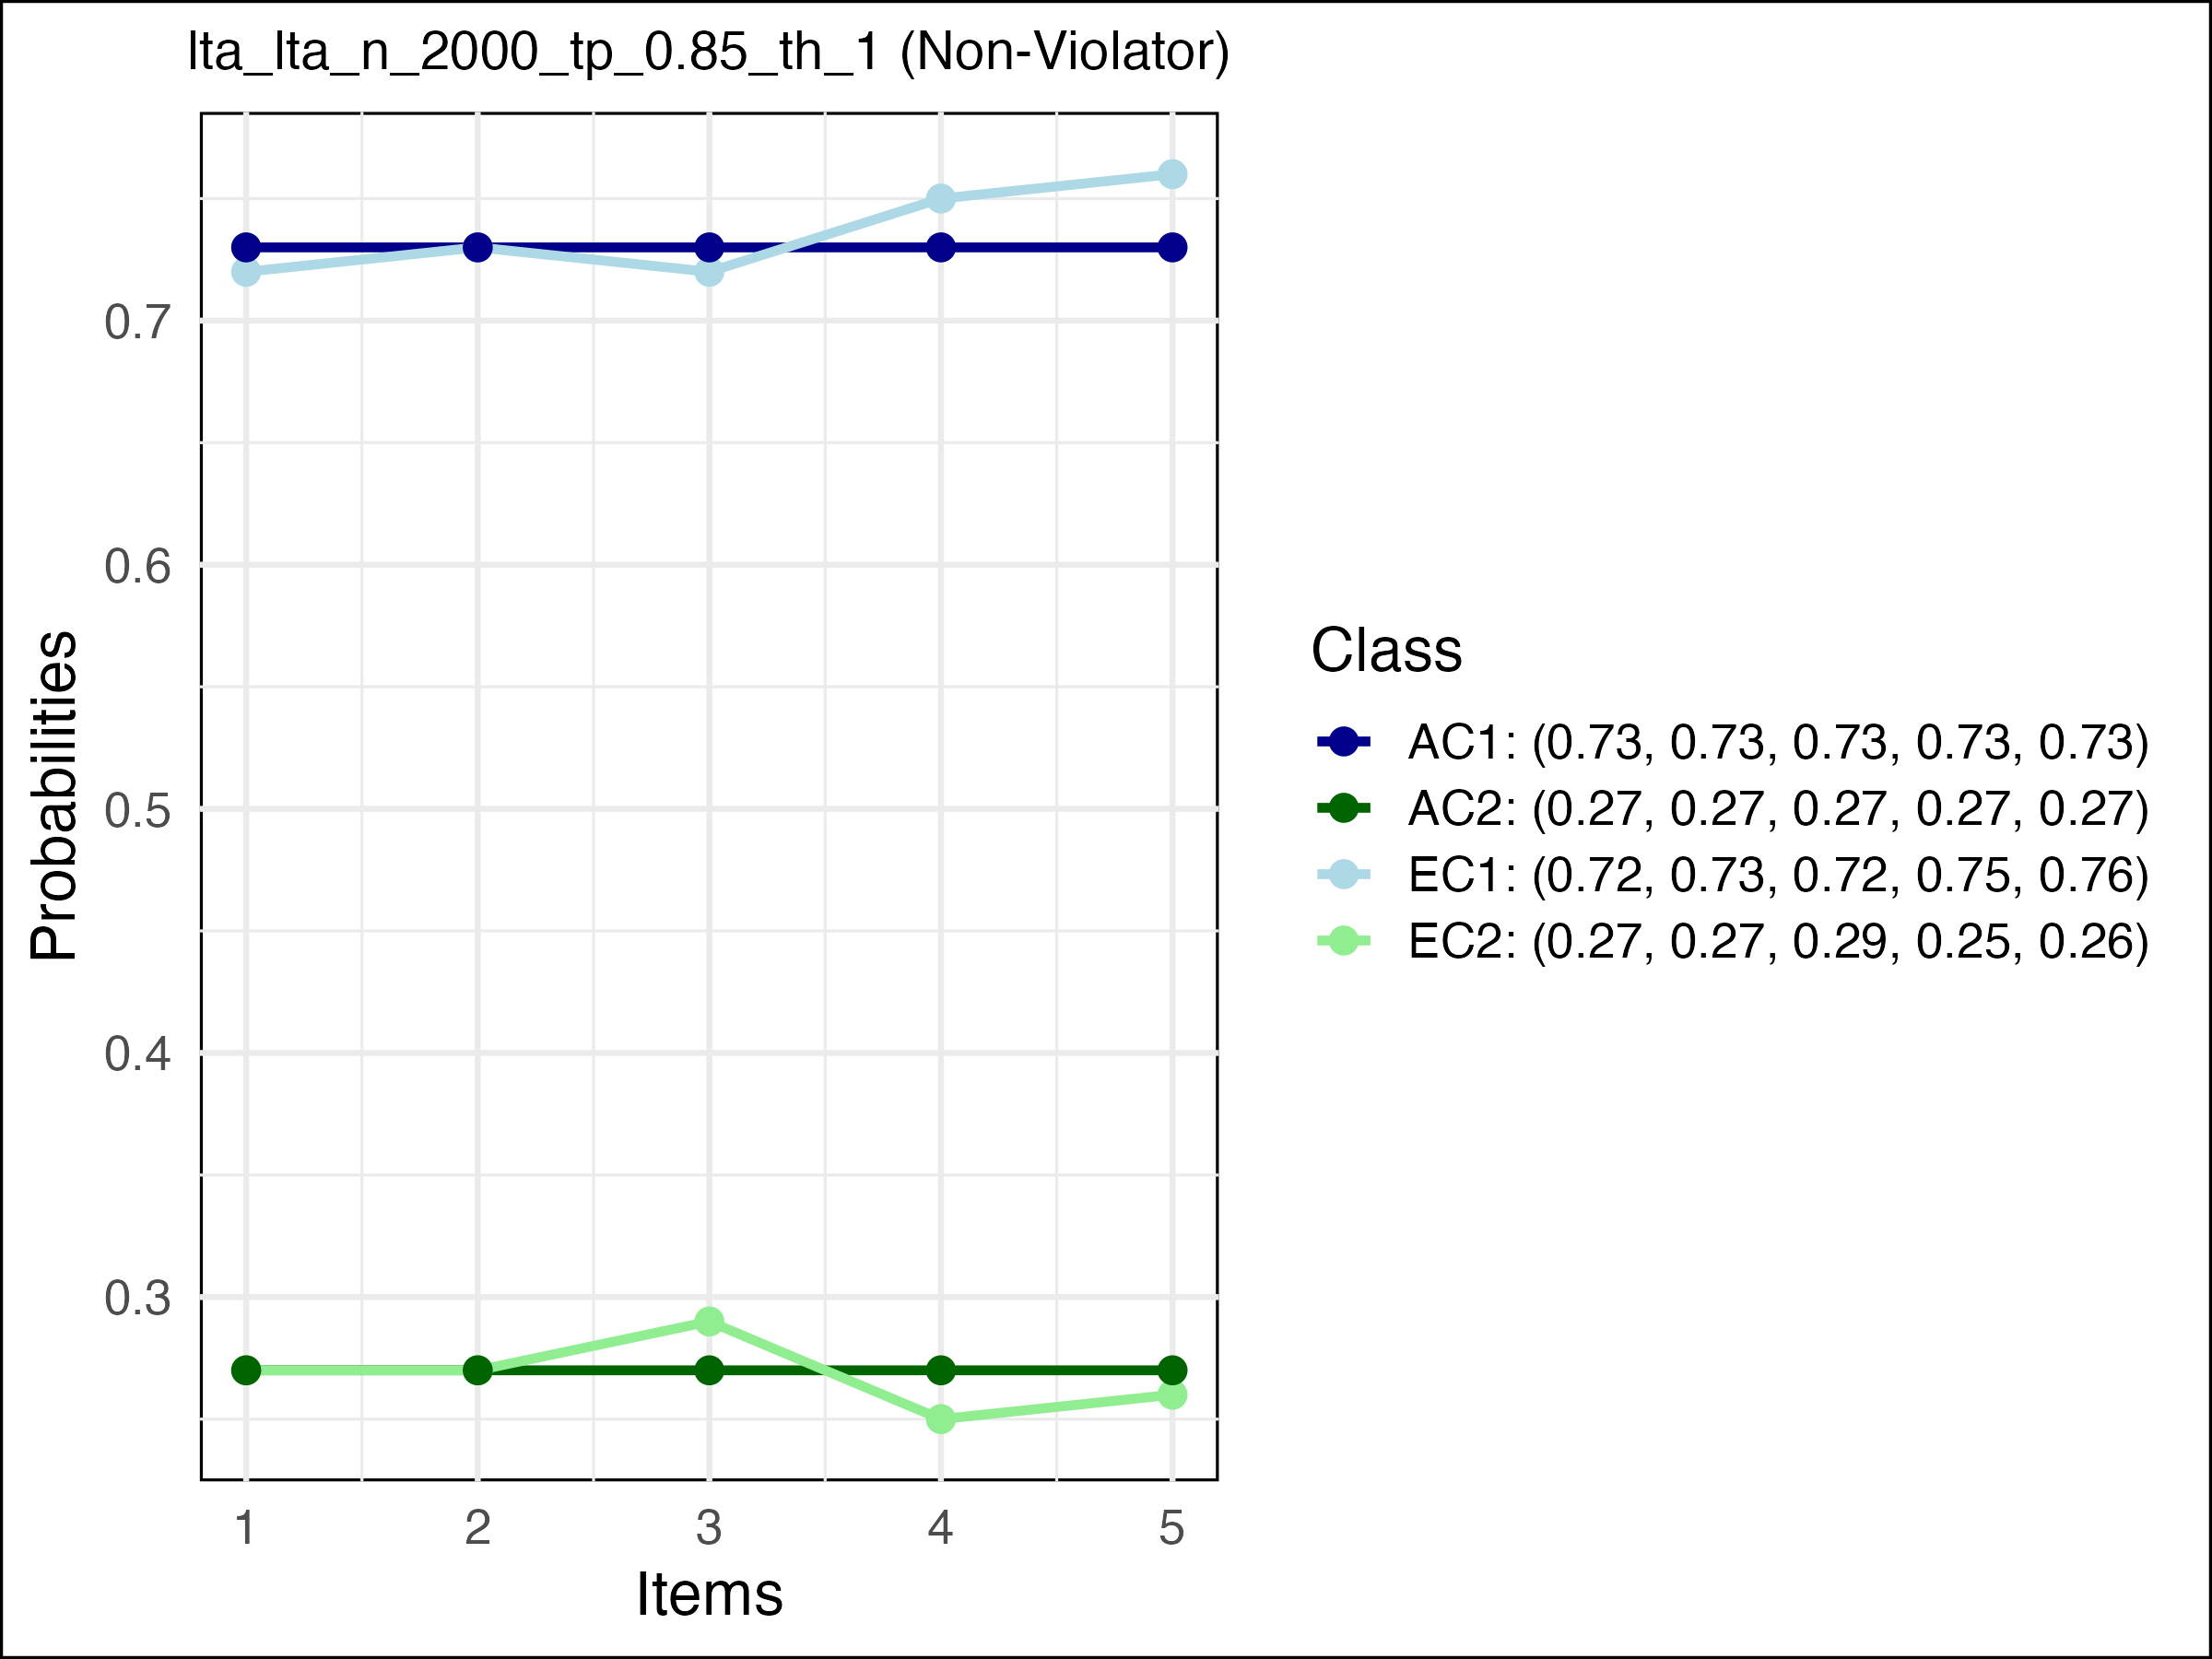 lta_lta_n_2000_tp_0.85_th_1 (Non-Violator)
Probabilities
0.7
0.6
0.5
0.4
0.3
1 2 3 4 5
Items
Class
AC1: (0.73, 0.73, 0.73, 0.73, 0.73)
AC2: (0.27, 0.27, 0.27, 0.27, 0.27)
EC1: (0.72, 0.73, 0.72, 0.75, 0.76)
EC2: (0.27, 0.27, 0.29, 0.25, 0.26)